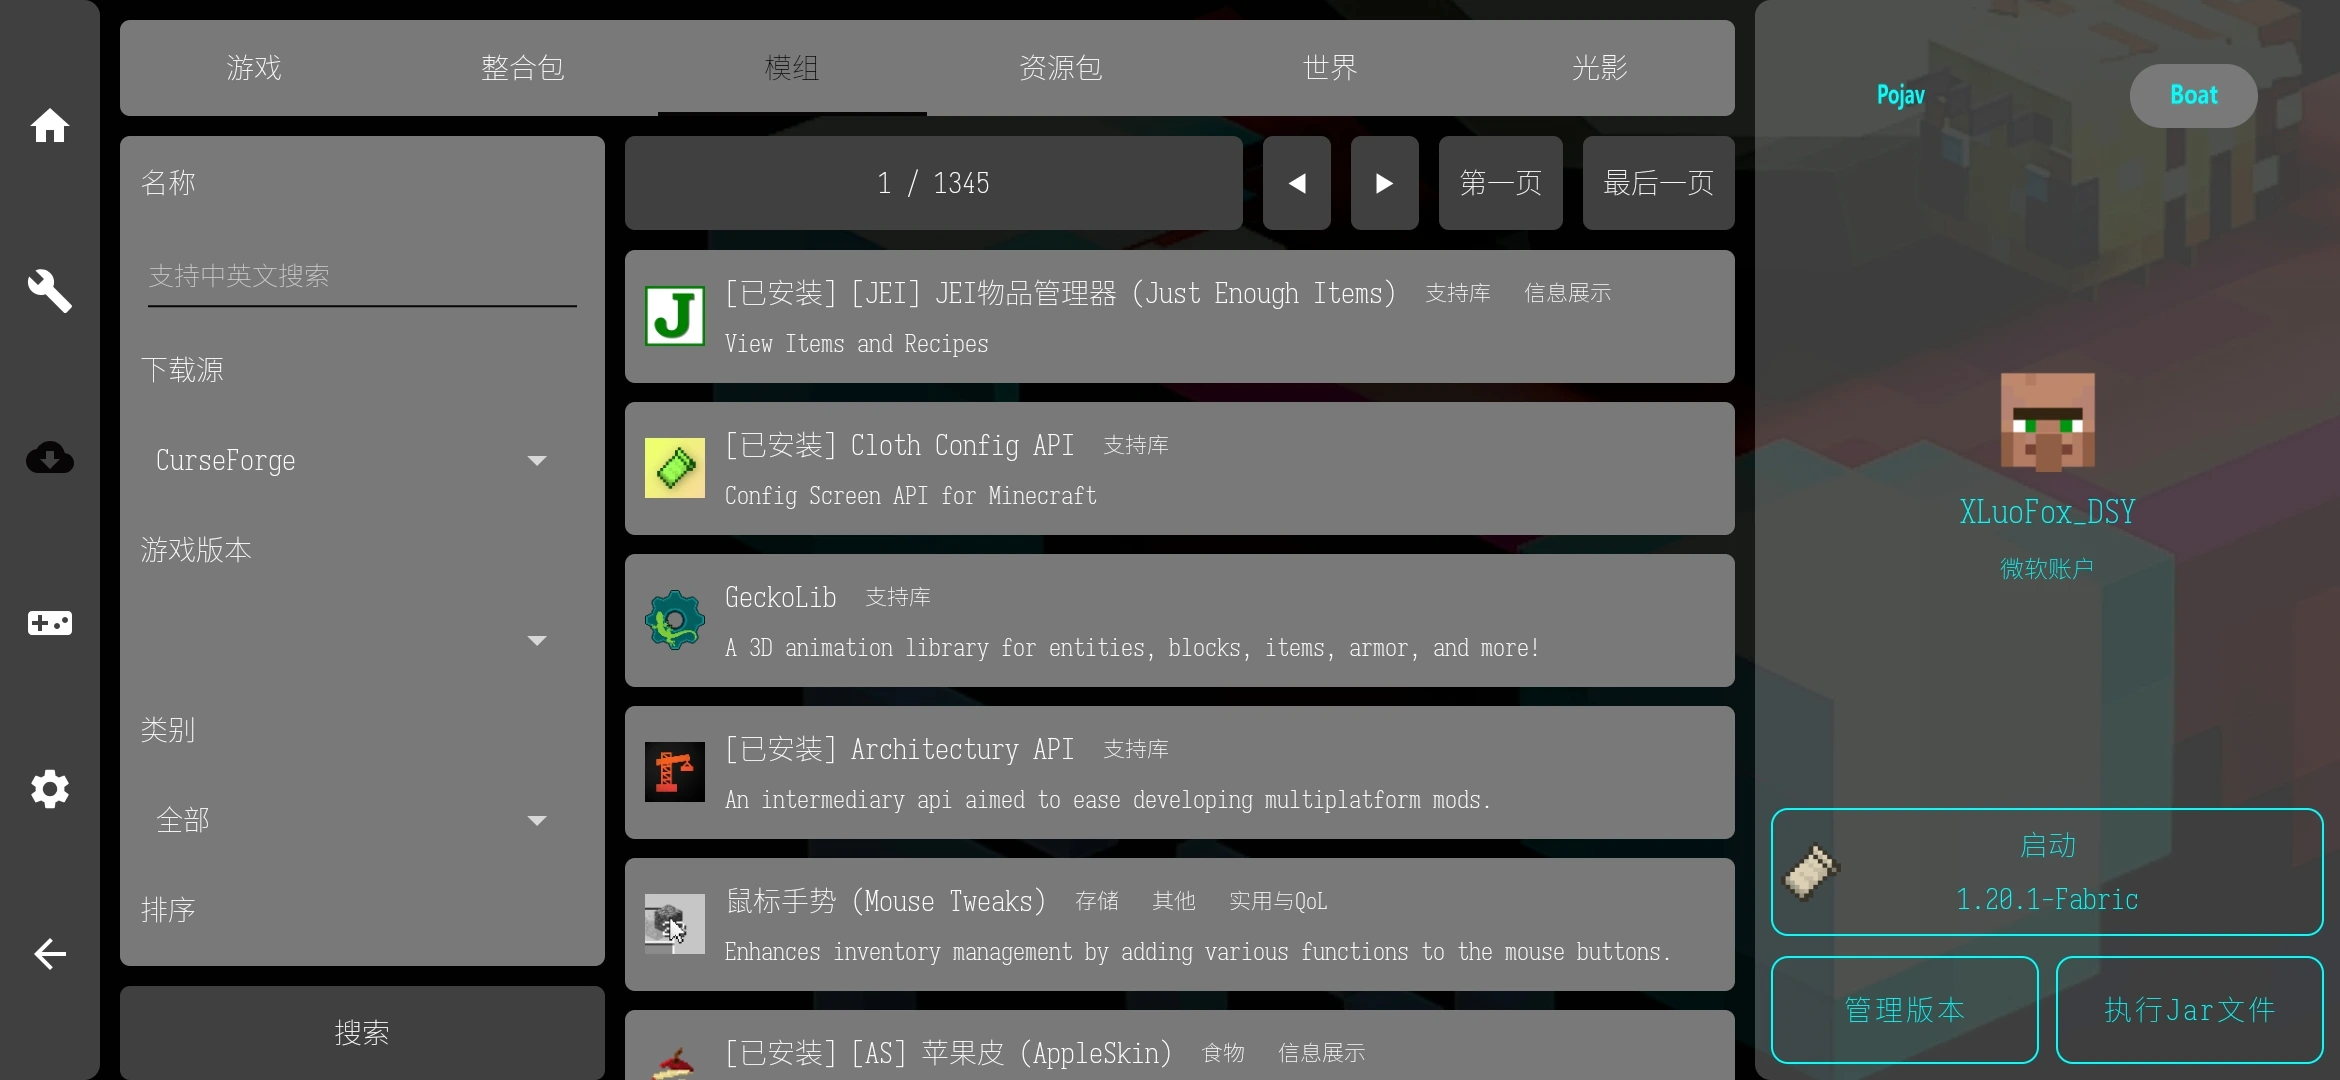 游戏
整合包
模组
资源包
世界
光影
名称
支持中英文搜索
下载源
CurseForge
游戏版本
类别
全部
排序
搜索
1 / 1345
第一页
最后一页
[已安装] [JEI] JEI物品管理器 (Just Enough Items) 支持库 信息展示
View Items and Recipes
[已安装] Cloth Config API 支持库
Config Screen API for Minecraft
GeckoLib 支持库
A 3D animation library for entities, blocks, items, armor, and more!
[已安装] Architectury API 支持库
An intermediary api aimed to ease developing multiplatform mods.
鼠标手势 (Mouse Tweaks) 存储 其他 实用与QoL
Enhances inventory management by adding various functions to the mouse buttons.
[已安装] [AS] 苹果皮 (AppleSkin) 食物 信息展示
Pojav
Boat
XLuoFox_DSY
微软账户
启动
1.20.1-Fabric
管理版本
执行Jar文件